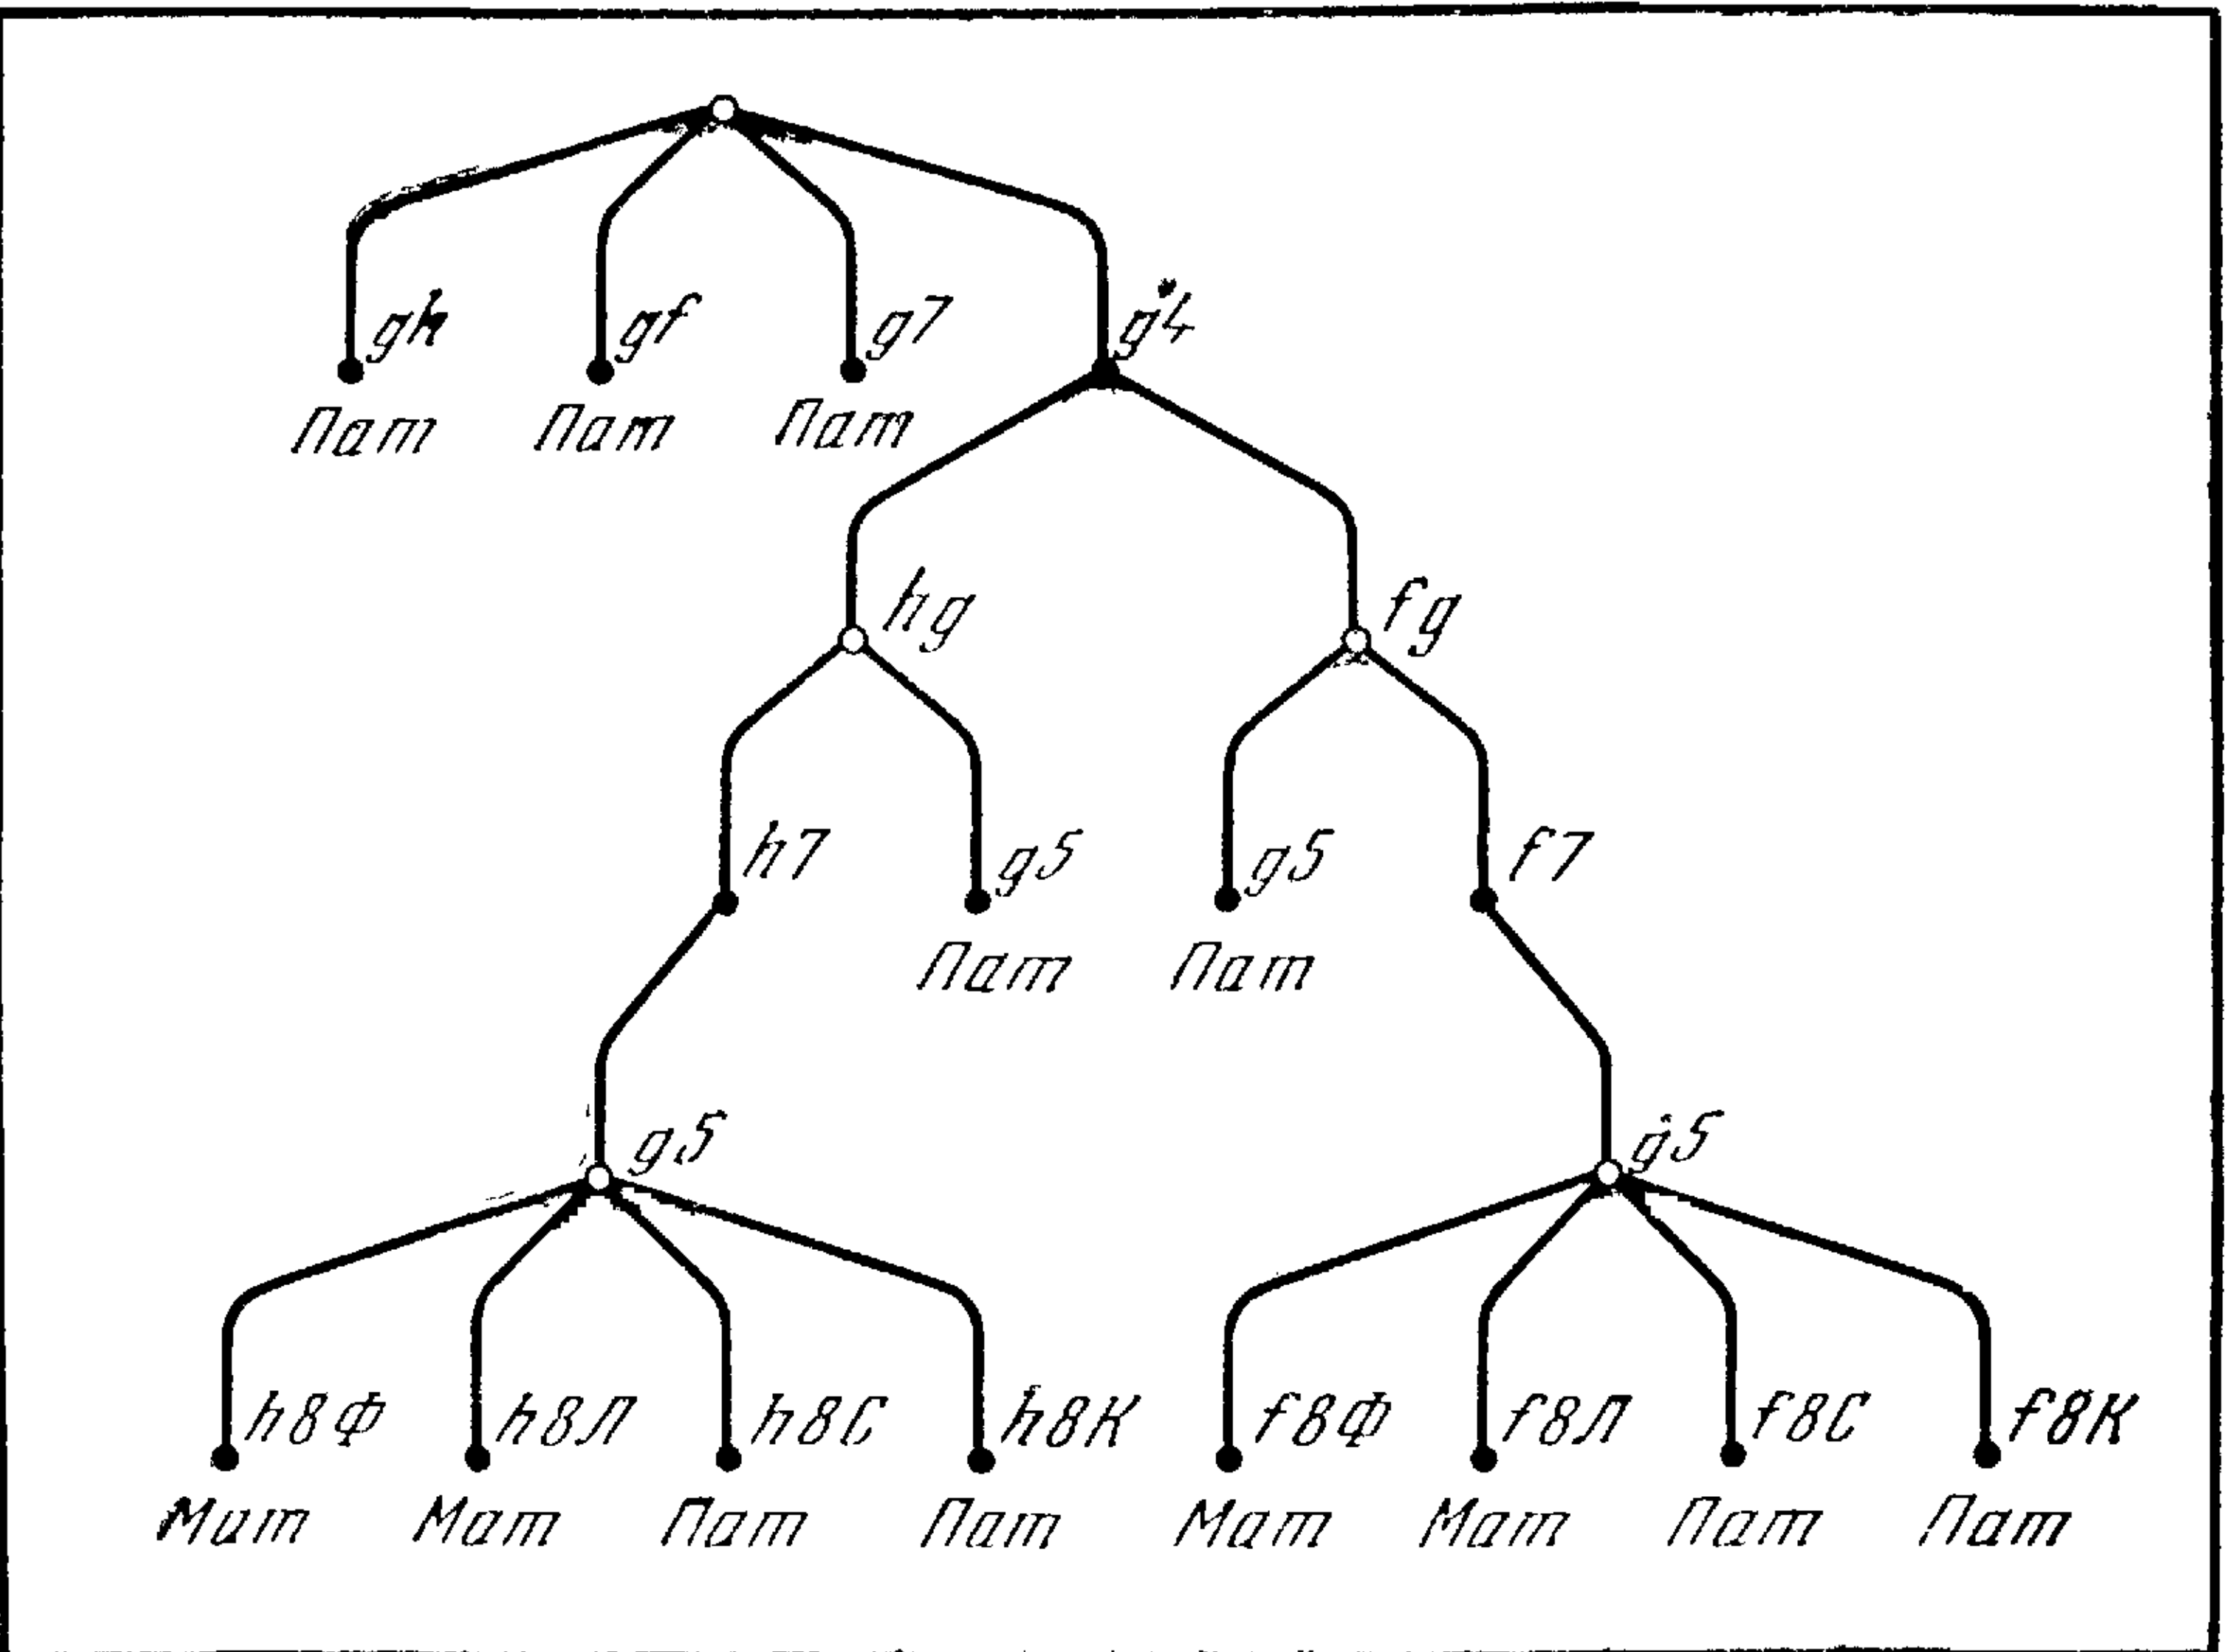 gh gf g7 g4
Пат Пат Пат
hg fg
h7 g5 g5 f7
Пат Пат
g5 g5
h8Ф h8Л h8С h8К f8Ф f8Л f8С f8К
Мат Мат Пат Пат Мат Мат Пат Пат